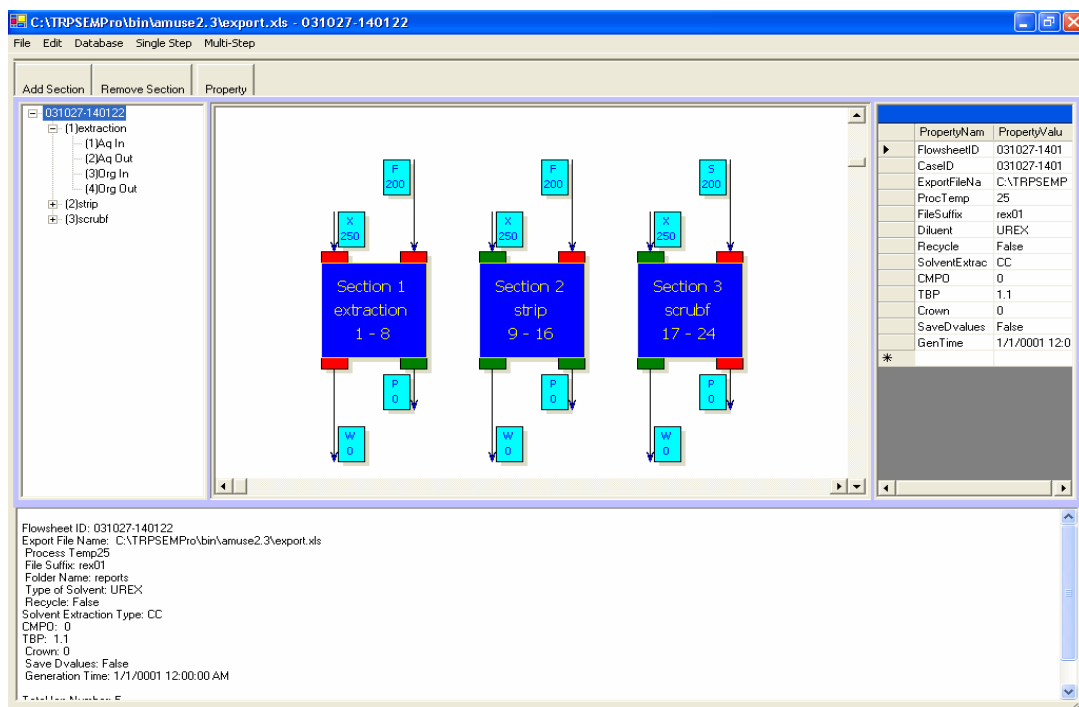 C:\TRPSEMPro\bin\amuse2.3\export.xls - 031027-140122
File Edit Database Single Step Multi-Step
Add Section Remove Section Property
031027-140122
(1)extraction
(1)Aq In
(2)Aq Out
(3)Org In
(4)Org Out
(2)strip
(3)scrubf
F
200
F
200
S
200
X
250
X
250
X
250
Section 1
extraction
1 - 8
Section 2
strip
9 - 16
Section 3
scrubf
17 - 24
P
0
P
0
P
0
W
0
W
0
W
0
PropertyNam PropertyValu
FlowsheetID 031027-1401
CaseID 031027-1401
ExportFileNa C:\TRPSEMP
ProcTemp 25
FileSuffix rex01
Diluent UREX
Recycle False
SolventExtrac CC
CMPO 0
TBP 1.1
Crown 0
SaveDvalues False
GenTime 1/1/0001 12:0
Flowsheet ID: 031027-140122
Export File Name: C:\TRPSEMPro\bin\amuse2.3\export.xls
Process Temp25
File Suffix: rex01
Folder Name: reports
Type of Solvent: UREX
Recycle: False
Solvent Extraction Type: CC
CMPO: 0
TBP: 1.1
Crown: 0
Save Dvalues: False
Generation Time: 1/1/0001 12:00:00 AM